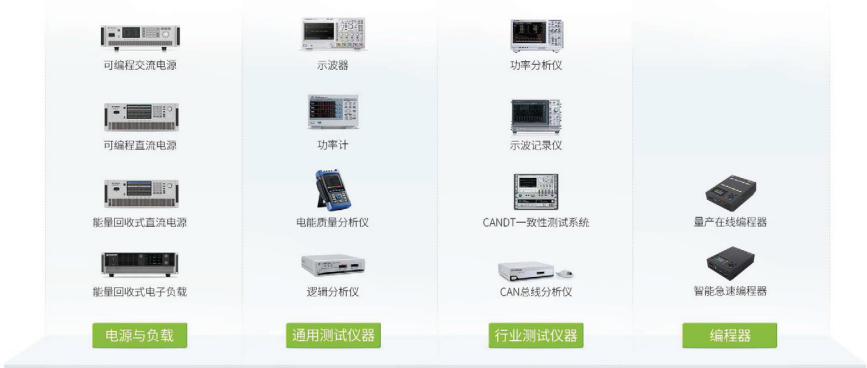 可编程交流电源
示波器
功率分析仪
可编程直流电源
功率计
示波记录仪
能量回收式直流电源
电能质量分析仪
CANDT一致性测试系统
量产在线编程器
能量回收式电子负载
逻辑分析仪
CAN总线分析仪
智能急速编程器
电源与负载
通用测试仪器
行业测试仪器
编程器